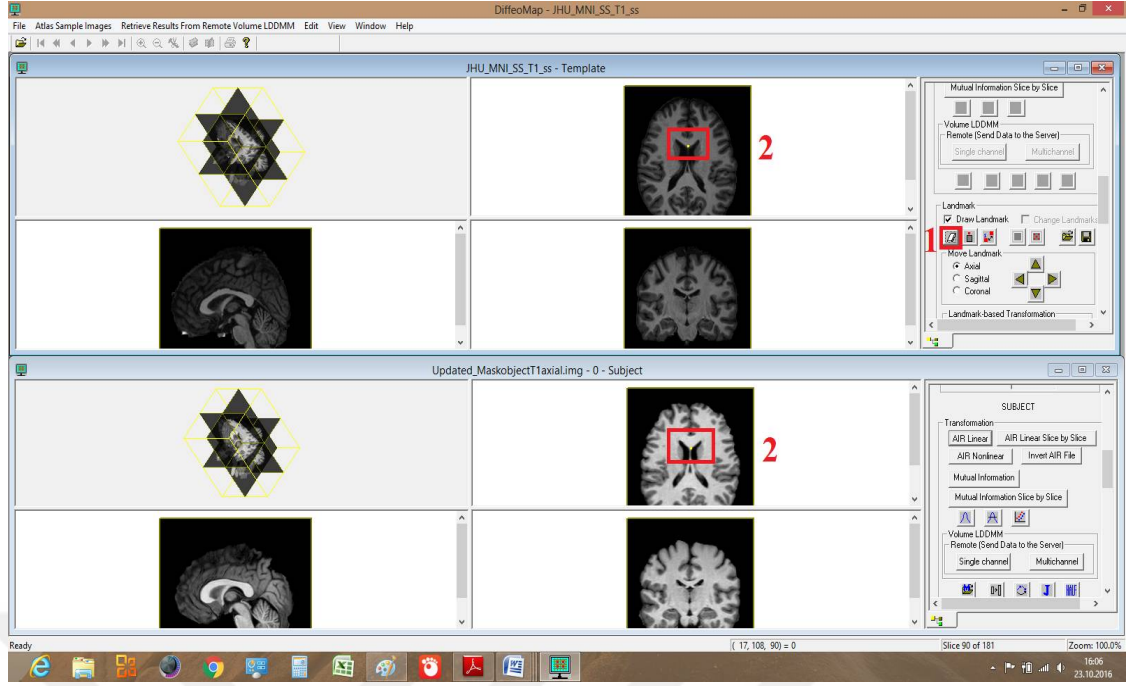 DiffeoMap - JHU_MNI_SS_T1_ss
File Atlas Sample Images Retrieve Results From Remote Volume LDDMM Edit View Window Help
JHU_MNI_SS_T1_ss - Template
Mutual Information Slice by Slice
Volume LDDMM
Remote (Send Data to the Server)
Single channel Multichannel
2
Landmark
Draw Landmark Change Landmarks
1
Move Landmark
Axial
Sagittal
Coronal
Landmark-based Transformation
Updated_MaskobjectT1axial.img - 0 - Subject
SUBJECT
Transformation
AIR Linear AIR Linear Slice by Slice
AIR Nonlinear Invert AIR File
2
Mutual Information
Mutual Information Slice by Slice
Volume LDDMM
Remote (Send Data to the Server)
Single channel Multichannel
Ready ( 17, 108, 90) = 0 Slice 90 of 181 Zoom: 100.0%
16:06
23.10.2016